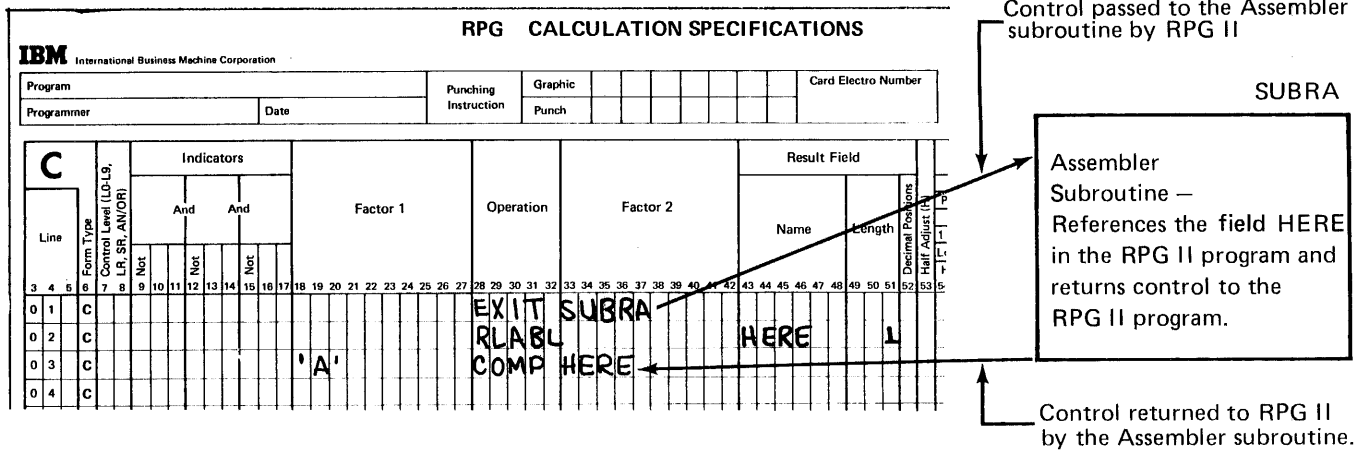 Control passed to the Assembler
subroutine by RPG II
RPG CALCULATION SPECIFICATIONS
IBM International Business Machine Corporation
Program
Punching Instruction
Graphic
Card Electro Number
Programmer
Date
Punch
SUBRA
C
Indicators
Result Field
Line
Form Type
Control Level (L0-L9,
LR, SR, AN/OR)
And
And
Not
Not
Not
Factor 1
Operation
Factor 2
Name
Length
Decimal Positions
Half Adjust (H)
3 4 5 6 7 8 9 10 11 12 13 14 15 16 17 18 19 20 21 22 23 24 25 26 27 28 29 30 31 32 33 34 35 36 37 38 39 40 41 42 43 44 45 46 47 48 49 50 51 52 53
0 1 C EXIT SUBRA
0 2 C RLABL HERE 1
0 3 C 'A' COMP HERE
0 4 C
Assembler
Subroutine –
References the field HERE
in the RPG II program and
returns control to the
RPG II program.
Control returned to RPG II
by the Assembler subroutine.